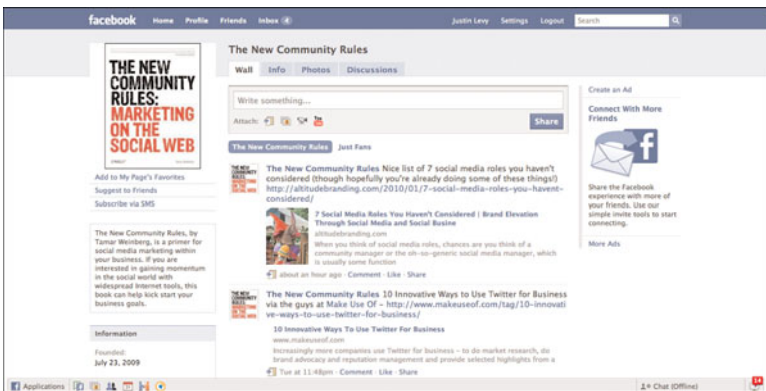 facebook Home Profile Friends Inbox 4 Justin Levy Settings Logout Search
THE NEW
COMMUNITY
RULES:
MARKETING
ON THE
SOCIAL WEB
Add to My Page's Favorites
Suggest to Friends
Subscribe via SMS
The New Community Rules, by
Tamar Weinberg, is a primer for
social media marketing within
your business. If you are
interested in gaining momentum
in the social world with
widespread Internet tools, this
book can help kick start your
business goals.
Information
Founded:
July 23, 2009
The New Community Rules
Wall Info Photos Discussions
Write something...
Attach:
Share
The New Community Rules Just Fans
The New Community Rules Nice list of 7 social media roles you haven't
considered (though hopefully you're already doing some of these things!)
http://altitudebranding.com/2010/01/7-social-media-roles-you-havent-
considered/
7 Social Media Roles You Haven't Considered | Brand Elevation
Through Social Media and Social Busine
altitudebranding.com
When you think of social media roles, chances are you think of a
community manager or the oh-so-generic social media manager, which
is usually some function
about an hour ago · Comment · Like · Share
The New Community Rules 10 Innovative Ways to Use Twitter for Business
via the guys at Make Use Of – http://www.makeuseof.com/tag/10-innovati
ve-ways-to-use-twitter-for-business/
10 Innovative Ways To Use Twitter For Business
www.makeuseof.com
Increasingly more companies use Twitter for business – to do market research, do
brand advocacy and reputation management and provide selected highlights from a
Tue at 11:48pm · Comment · Like · Share
Create an Ad
Connect With More
Friends
Share the Facebook
experience with more of
your friends. Use our
simple invite tools to start
connecting.
More Ads
Applications
Chat (Offline)
14